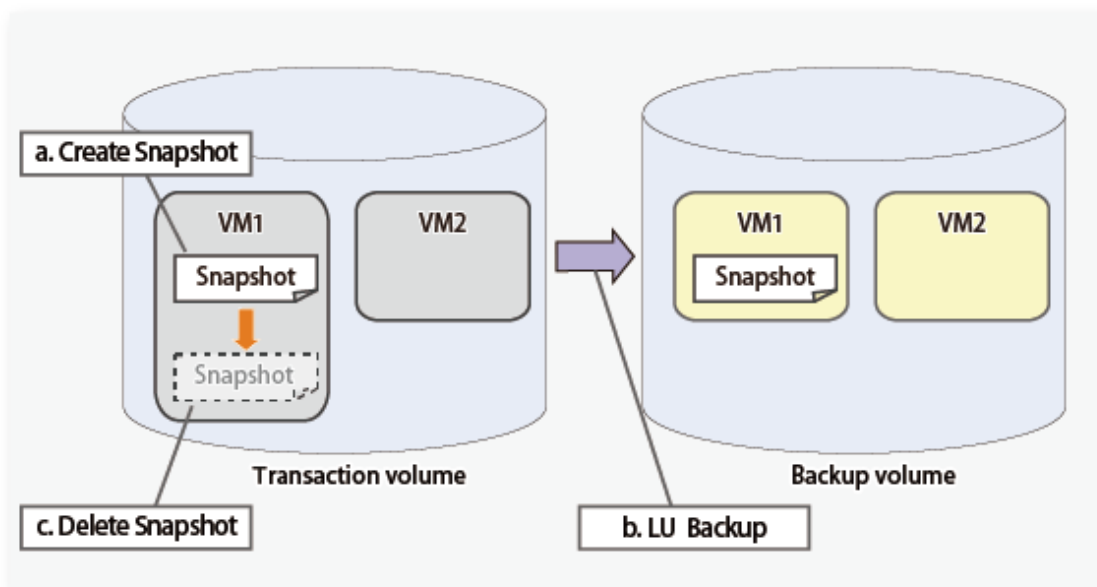 a. Create Snapshot
VM1
VM2
VM1
VM2
Snapshot
Snapshot
Snapshot
Transaction volume
Backup volume
c. Delete Snapshot
b. LU Backup